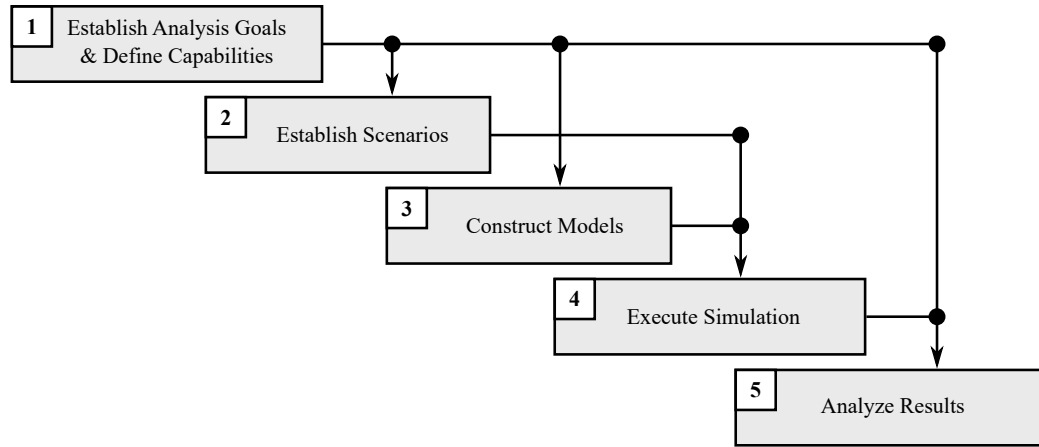 1
Establish Analysis Goals
& Define Capabilities
2
Establish Scenarios
3
Construct Models
4
Execute Simulation
5
Analyze Results